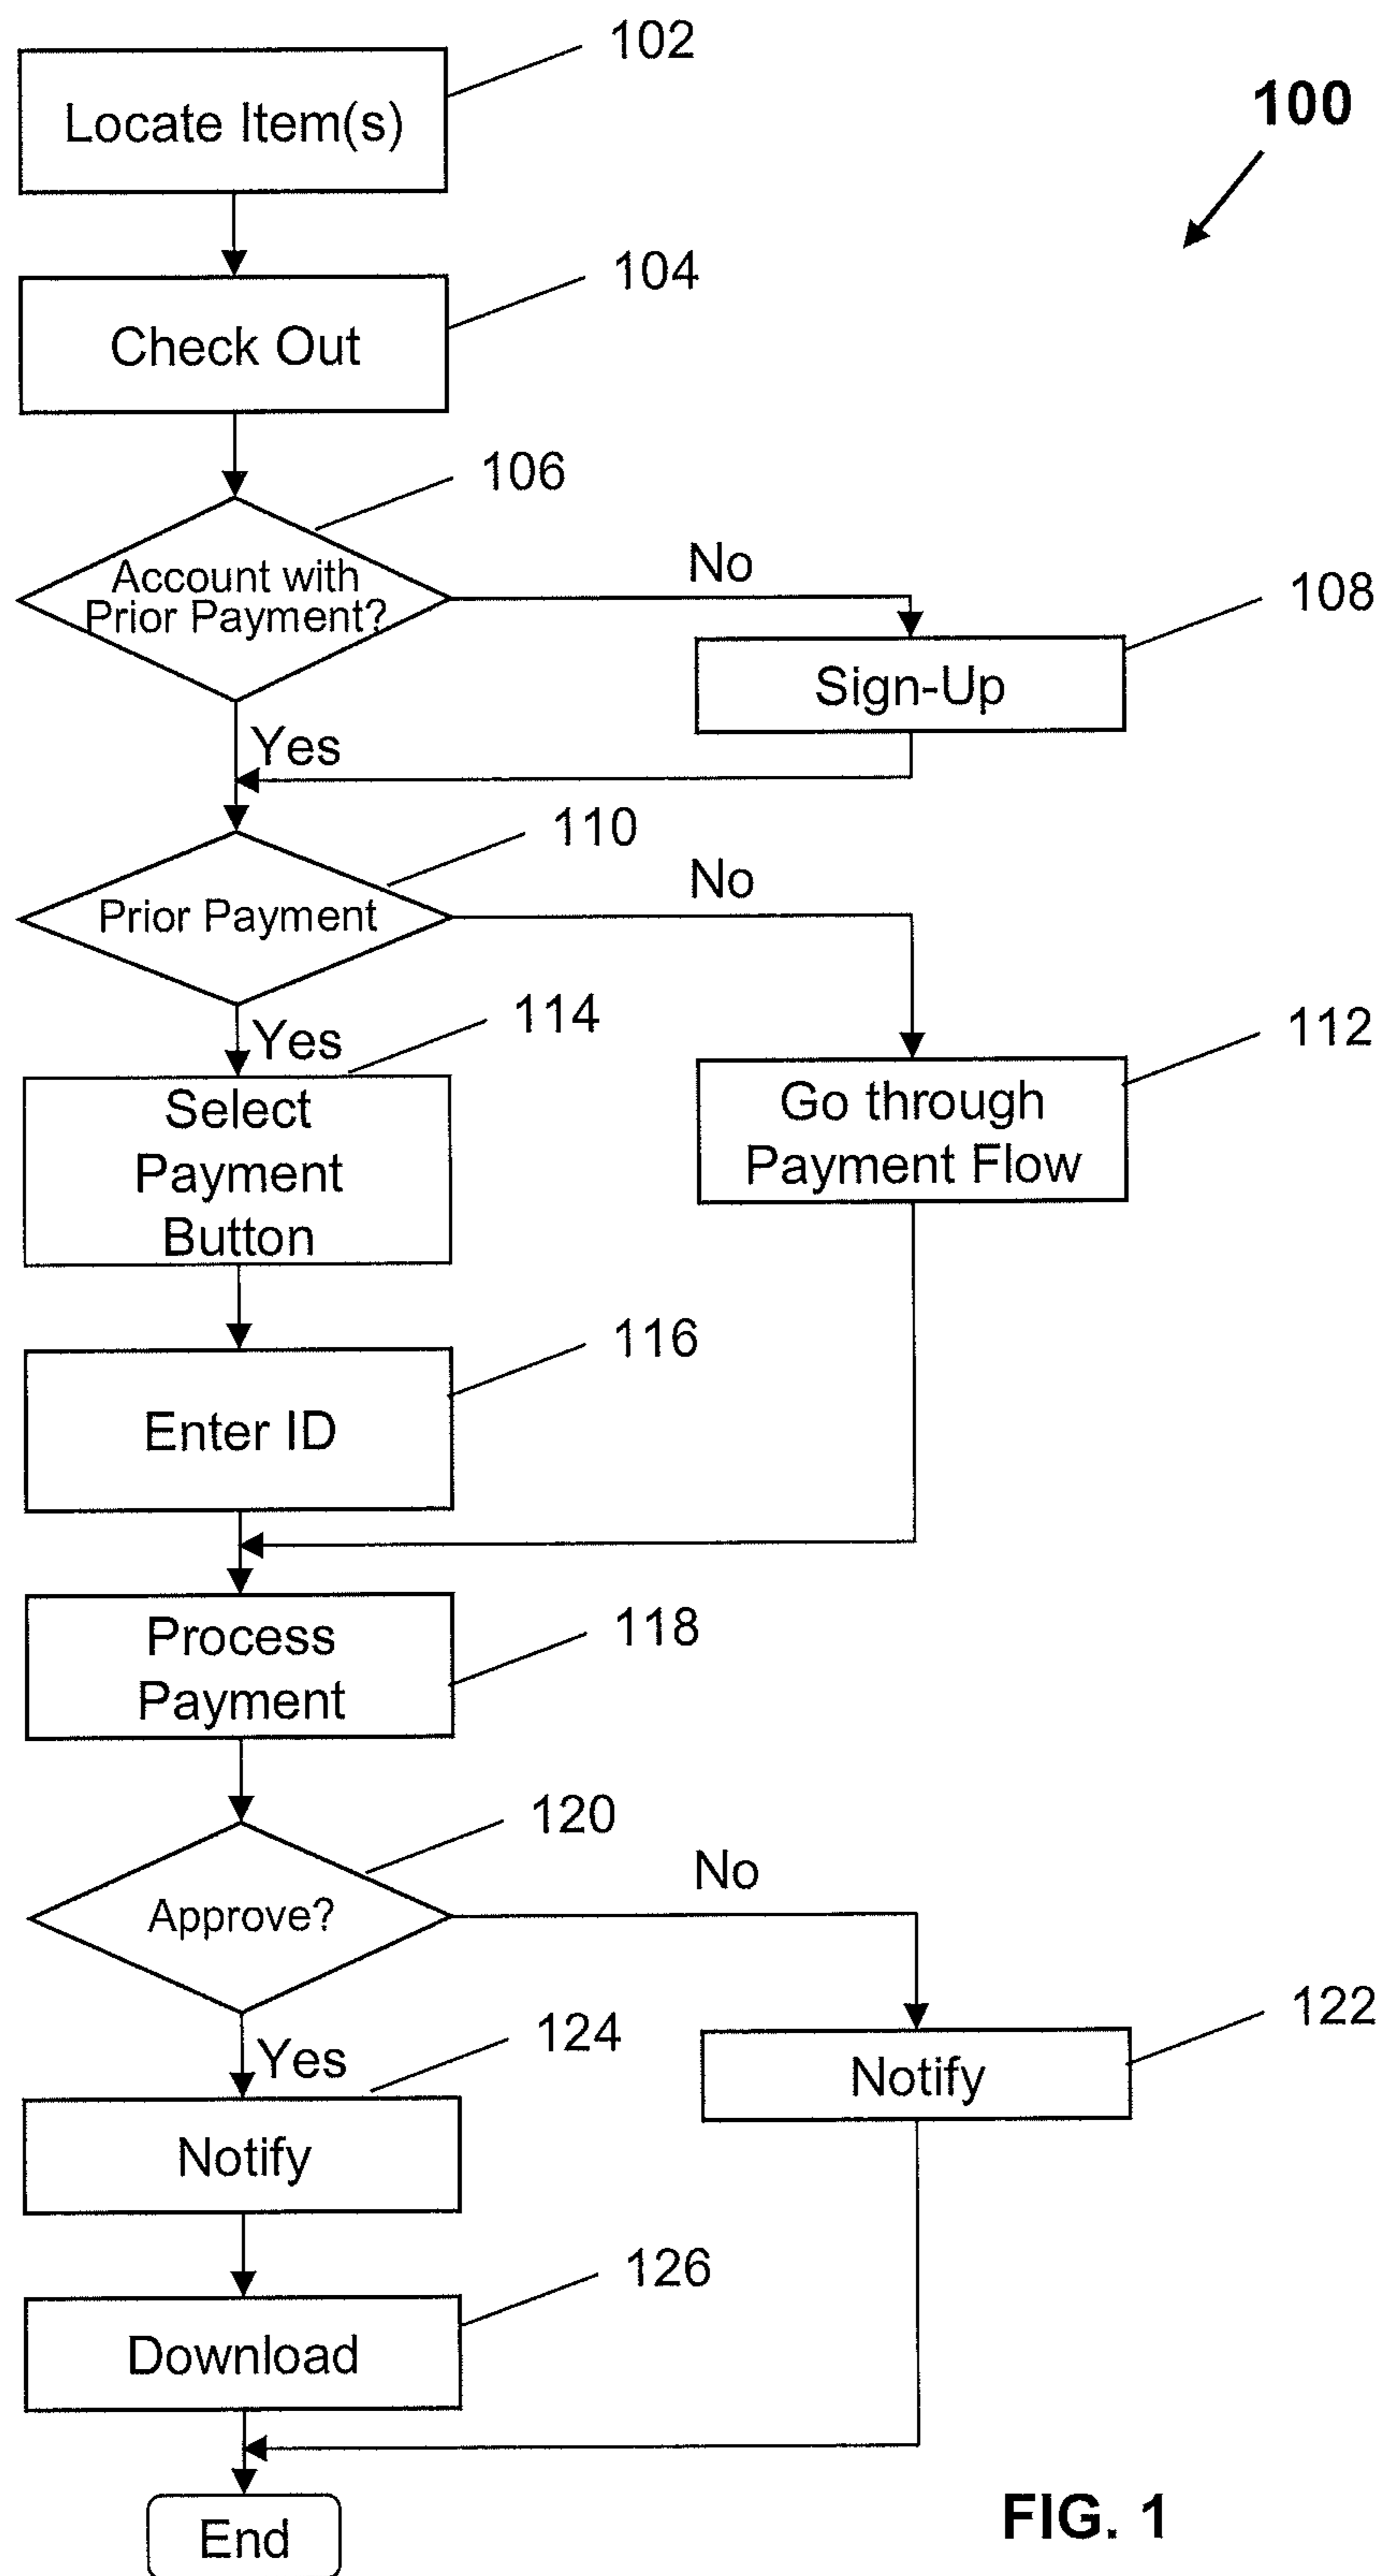 102
Locate Item(s)
100
104
Check Out
106
Account with
Prior Payment?
No
108
Sign-Up
Yes
110
Prior Payment
No
114
Yes
112
Select
Payment
Button
Go through
Payment Flow
116
Enter ID
118
Process
Payment
120
Approve?
No
124
Yes
122
Notify
Notify
126
Download
End
FIG. 1